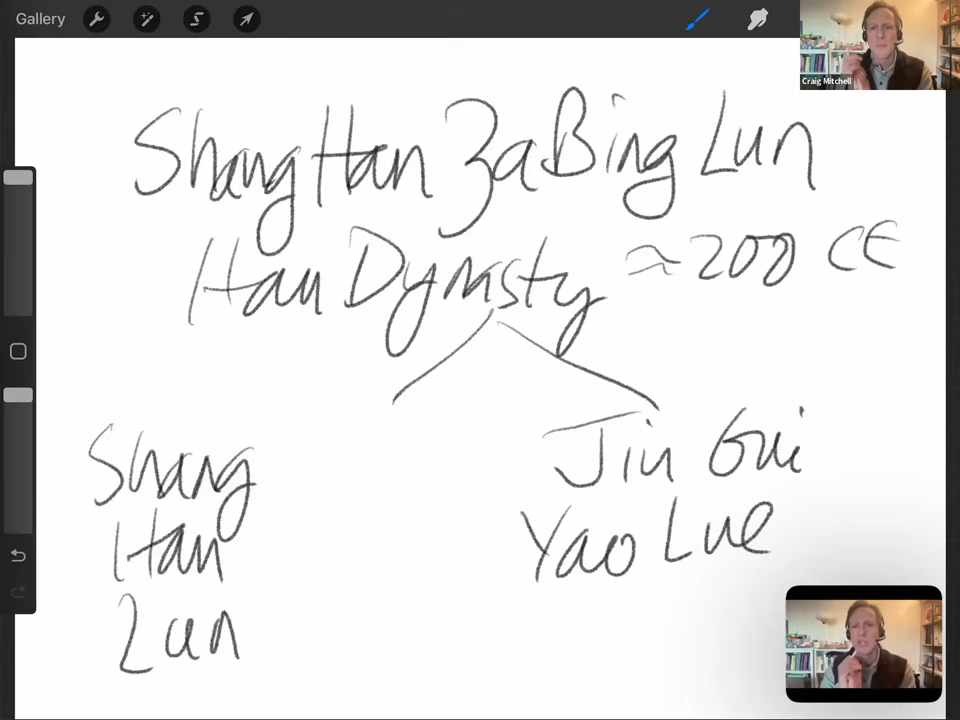 Gallery
Craig Mitchell
Shang Han Za Bing Lun
Han Dynasty ≈ 200 CE
Shang
Han
Lun
Jin Gui
Yao Lue